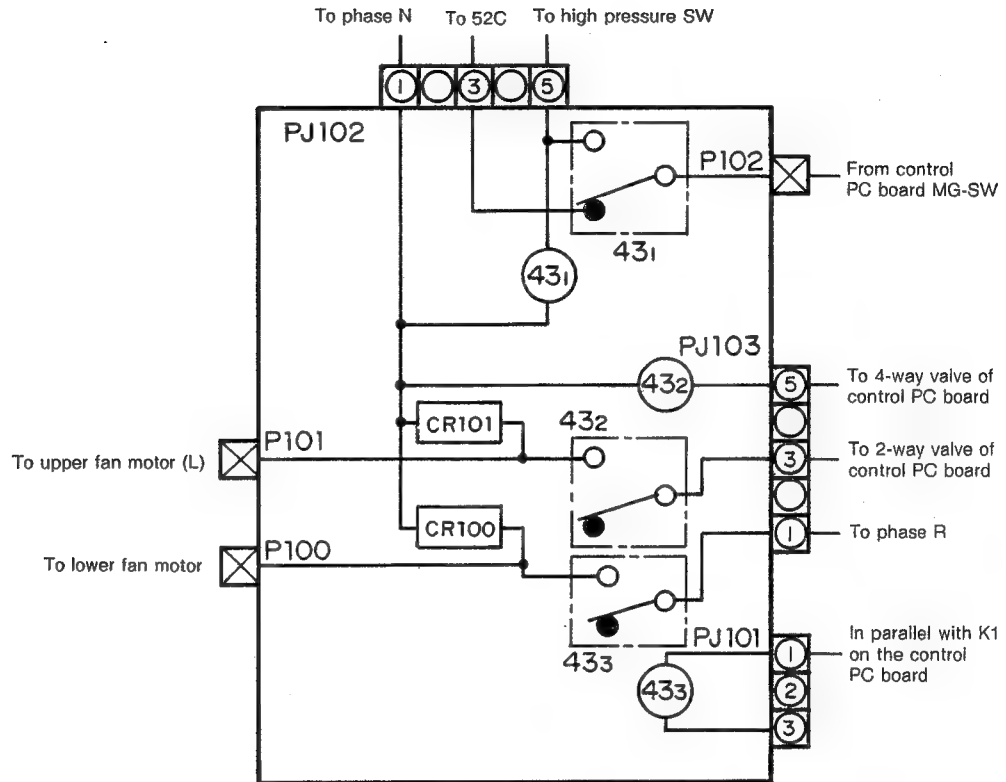 To phase N
To 52C
To high pressure SW
1 3 5
PJ102
P102
From control
PC board MG-SW
43₁
43₁
PJ103
43₂
5
To 4-way valve of
control PC board
CR101
43₂
P101
To upper fan motor (L)
3
To 2-way valve of
control PC board
CR100
P100
To lower fan motor
1
To phase R
43₃
PJ101
43₃
1
In parallel with K1
on the control
PC board
2
3